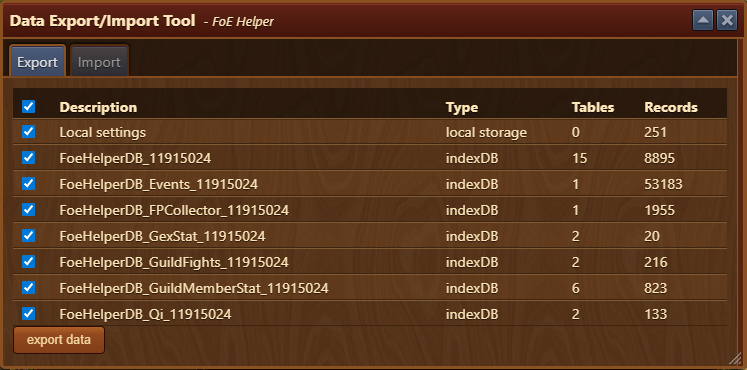 Data Export/Import Tool - FoE Helper
Export Import
Description Type Tables Records
Local settings local storage 0 251
FoeHelperDB_11915024 indexDB 15 8895
FoeHelperDB_Events_11915024 indexDB 1 53183
FoeHelperDB_FPCollector_11915024 indexDB 1 1955
FoeHelperDB_GexStat_11915024 indexDB 2 20
FoeHelperDB_GuildFights_11915024 indexDB 2 216
FoeHelperDB_GuildMemberStat_11915024 indexDB 6 823
FoeHelperDB_Qi_11915024 indexDB 2 133
export data